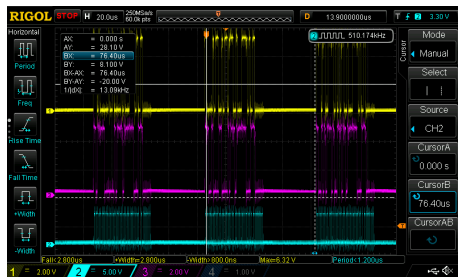 RIGOL STOP H 20.0us 250MSa/s 60.0k pts D 13.9000000us T 2 3.30 V
Horizontal
Period
Freq
Rise Time
Fall Time
+Width
-Width
AX: = 0.000 s
AY: = 28.10 V
BX: = 76.40us
BY: = 8.100 V
BX-AX: = 76.40us
BY-AY: = -20.00 V
1/|dX| = 13.09kHz
2 510.174kHz
Cursor
Mode
Manual
Select
Source
CH2
CursorA
0.000 s
CursorB
76.40us
CursorAB
Fall<2.800us +Width=2.800us -Width=800.0ns Max=6.32 V Period<1.200us
1 = 2.00 V 2 = 5.00 V 3 = 2.00 V 4 = 1.00 V